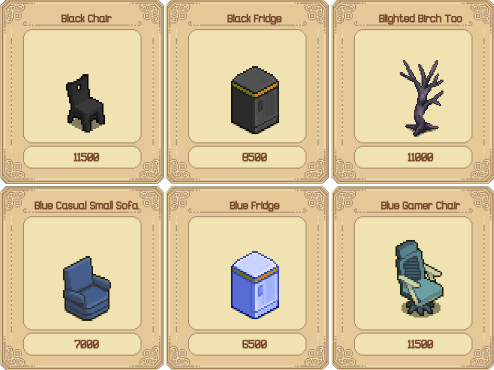 Black Chair
Black Fridge
Blighted Birch Too
11500
8500
11000
Blue Casual Small Sofa
Blue Fridge
Blue Gamer Chair
7000
6500
11500